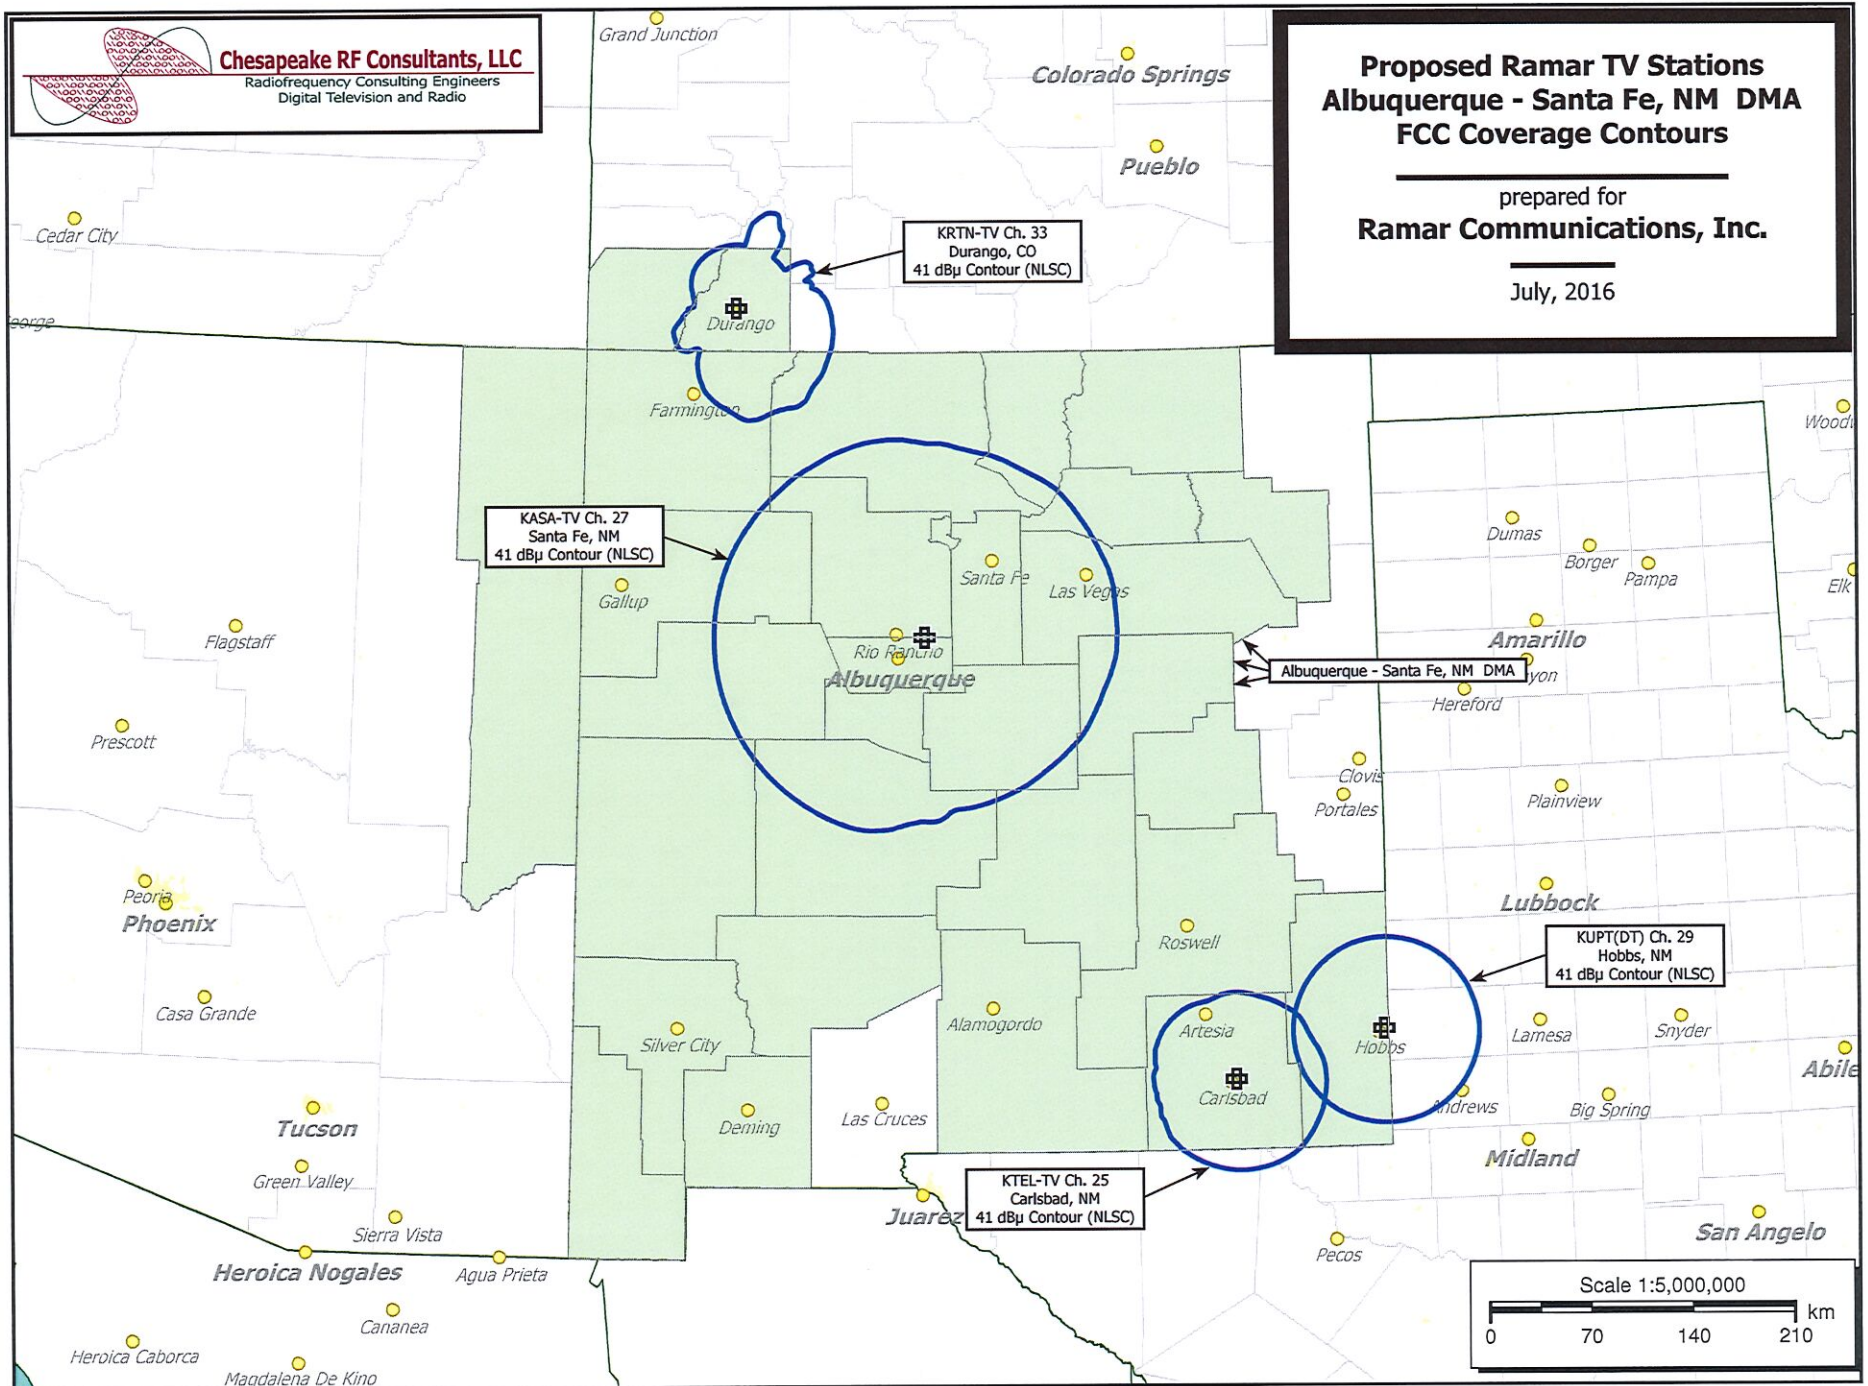 Chesapeake RF Consultants, LLC
Radiofrequency Consulting Engineers
Digital Television and Radio
Proposed Ramar TV Stations
Albuquerque - Santa Fe, NM DMA
FCC Coverage Contours
prepared for
Ramar Communications, Inc.
July, 2016
Grand Junction
Colorado Springs
Pueblo
Cedar City
KRTN-TV Ch. 33
Durango, CO
41 dBµ Contour (NLSC)
Durango
Farmington
KASA-TV Ch. 27
Santa Fe, NM
41 dBµ Contour (NLSC)
Dumas
Borger
Pampa
Santa Fe
Las Vegas
Gallup
Flagstaff
Rio Rancho
Albuquerque
Amarillo
Albuquerque - Santa Fe, NM DMA
yon
Hereford
Prescott
Clovis
Portales
Plainview
Peoria
Phoenix
Lubbock
Roswell
KUPT(DT) Ch. 29
Hobbs, NM
41 dBµ Contour (NLSC)
Casa Grande
Silver City
Alamogordo
Artesia
Hobbs
Lamesa
Snyder
Abile
Carlsbad
Andrews
Big Spring
Tucson
Deming
Las Cruces
Midland
Green Valley
KTEL-TV Ch. 25
Carlsbad, NM
41 dBµ Contour (NLSC)
Juarez
Sierra Vista
San Angelo
Pecos
Heroica Nogales
Agua Prieta
Cananea
Heroica Caborca
Magdalena De Kino
Scale 1:5,000,000
km
0 70 140 210
Elk